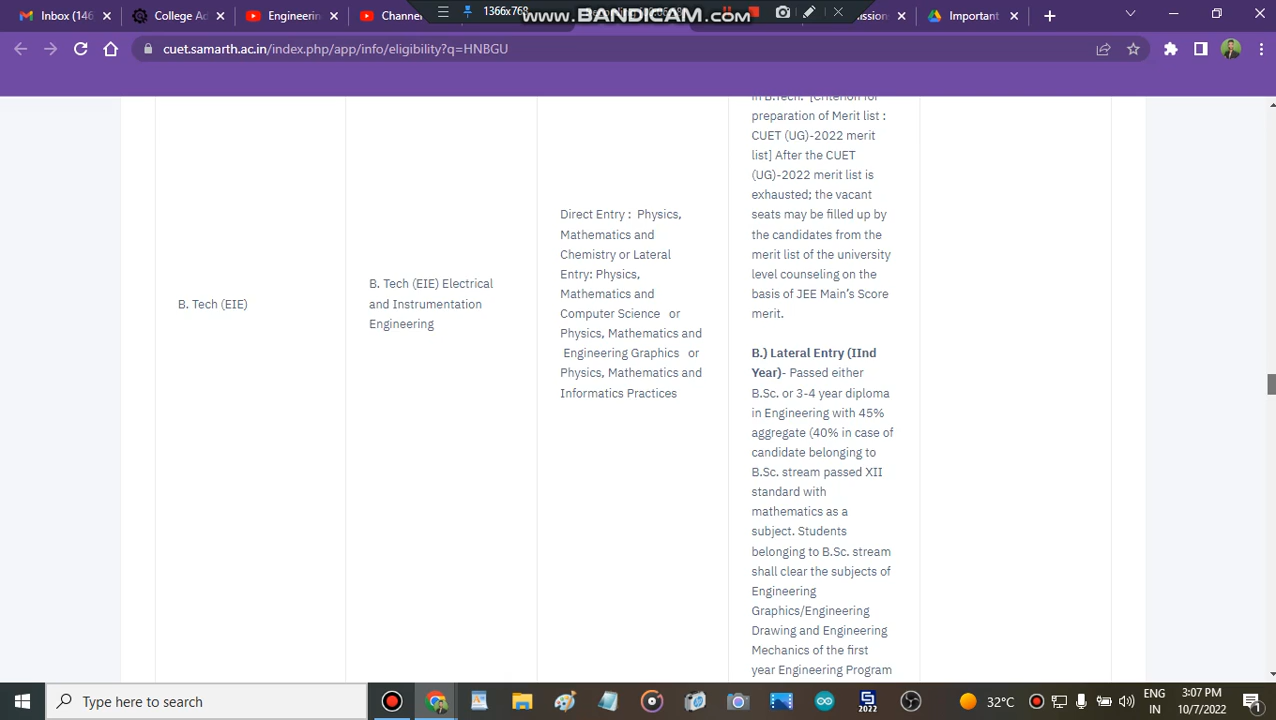 Inbox (146
College Ad
Engineerin
Channel
1366x768
www.BANDICAM.com
Important
cuet.samarth.ac.in/index.php/app/info/eligibility?q=HNBGU
B. Tech (EIE)
B. Tech (EIE) Electrical
and Instrumentation
Engineering
Direct Entry : Physics,
Mathematics and
Chemistry or Lateral
Entry: Physics,
Mathematics and
Computer Science or
Physics, Mathematics and
Engineering Graphics or
Physics, Mathematics and
Informatics Practices
in B.Tech. [Criterion for
preparation of Merit list :
CUET (UG)-2022 merit
list] After the CUET
(UG)-2022 merit list is
exhausted; the vacant
seats may be filled up by
the candidates from the
merit list of the university
level counseling on the
basis of JEE Main’s Score
merit.
B.) Lateral Entry (IInd
Year)- Passed either
B.Sc. or 3-4 year diploma
in Engineering with 45%
aggregate (40% in case of
candidate belonging to
B.Sc. stream passed XII
standard with
mathematics as a
subject. Students
belonging to B.Sc. stream
shall clear the subjects of
Engineering
Graphics/Engineering
Drawing and Engineering
Mechanics of the first
year Engineering Program
Type here to search
2022
32°C
ENG
IN
3:07 PM
10/7/2022
1